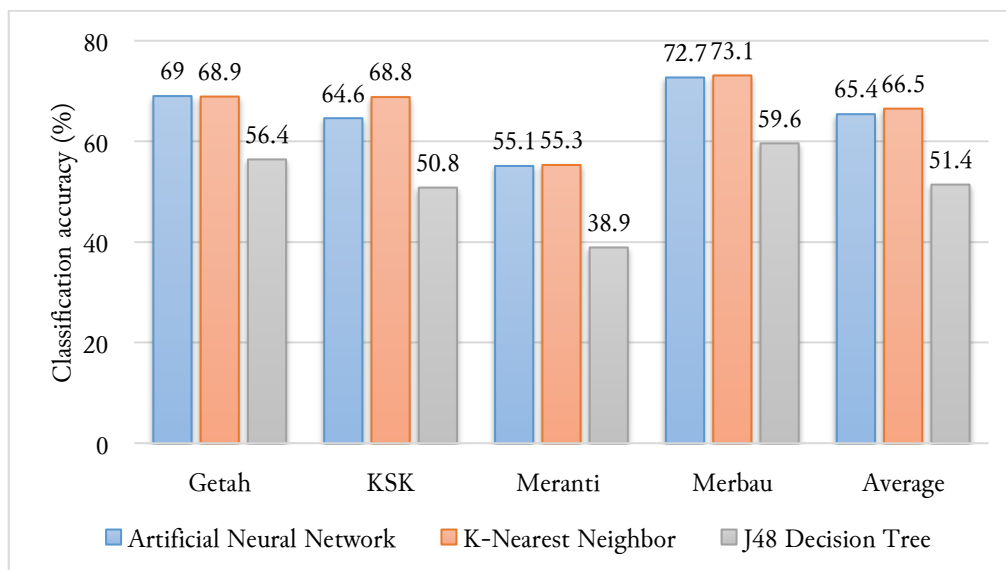 80
60
40
20
0
Classification accuracy (%)
69
68.9
56.4
64.6
68.8
50.8
55.1
55.3
38.9
72.7
73.1
59.6
65.4
66.5
51.4
Getah
KSK
Meranti
Merbau
Average
Artificial Neural Network
K-Nearest Neighbor
J48 Decision Tree